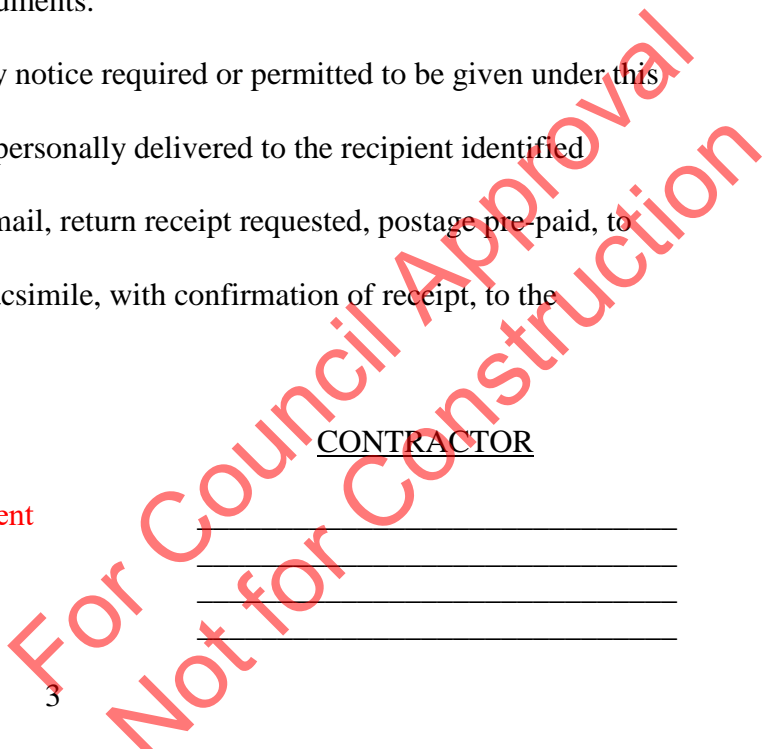 uments.
y notice required or permitted to be given under this
personally delivered to the recipient identified
mail, return receipt requested, postage pre-paid, to
acsimile, with confirmation of receipt, to the
CONTRACTOR
ent
3
For Council Approval
Not for Construction